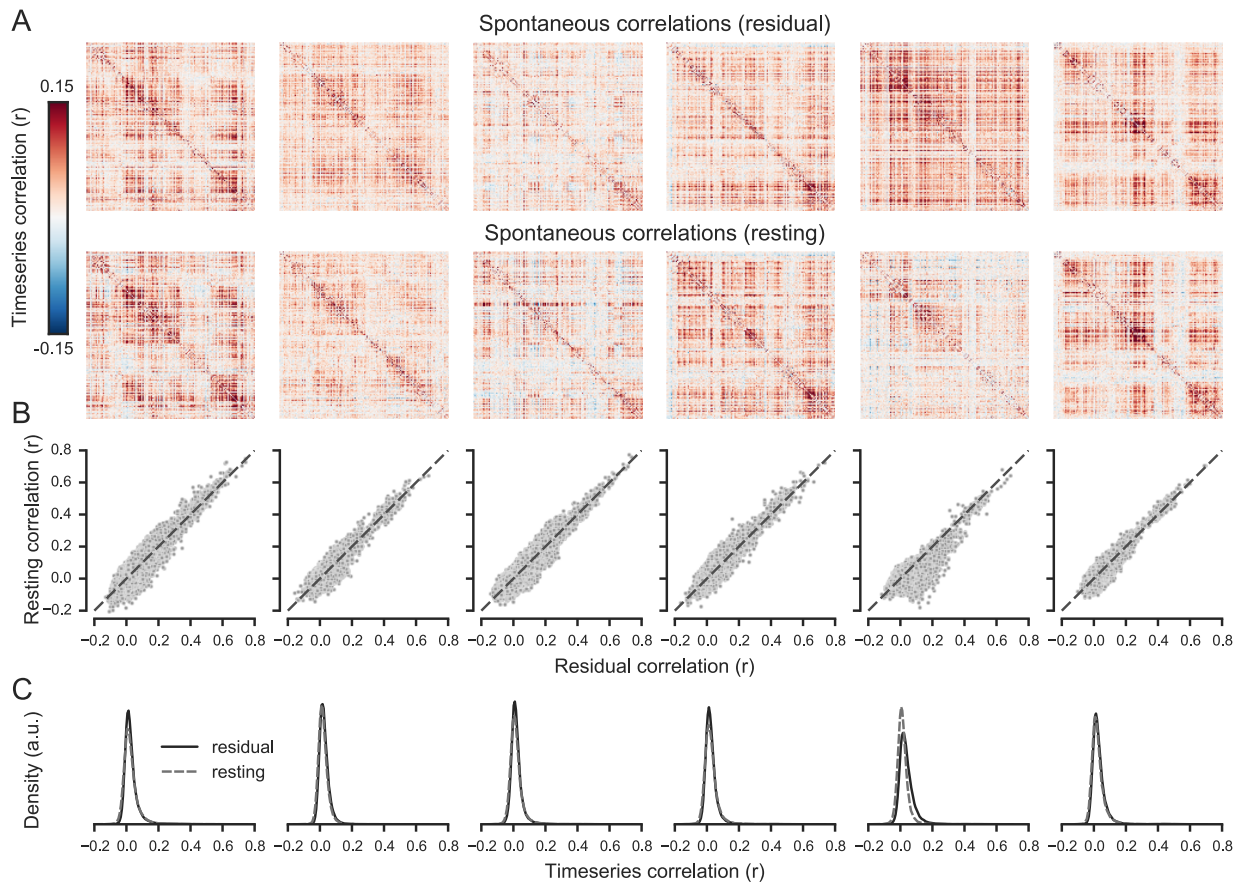 A
Spontaneous correlations (residual)
0.15
Timeseries correlation (r)
-0.15
Spontaneous correlations (resting)
B
Resting correlation (r)
0.8
0.6
0.4
0.2
0.0
−0.2
−0.2 0.0 0.2 0.4 0.6 0.8 −0.2 0.0 0.2 0.4 0.6 0.8 −0.2 0.0 0.2 0.4 0.6 0.8 −0.2 0.0 0.2 0.4 0.6 0.8 −0.2 0.0 0.2 0.4 0.6 0.8 −0.2 0.0 0.2 0.4 0.6 0.8
Residual correlation (r)
C
Density (a.u.)
residual
resting
−0.2 0.0 0.2 0.4 0.6 0.8 −0.2 0.0 0.2 0.4 0.6 0.8 −0.2 0.0 0.2 0.4 0.6 0.8 −0.2 0.0 0.2 0.4 0.6 0.8 −0.2 0.0 0.2 0.4 0.6 0.8 −0.2 0.0 0.2 0.4 0.6 0.8
Timeseries correlation (r)